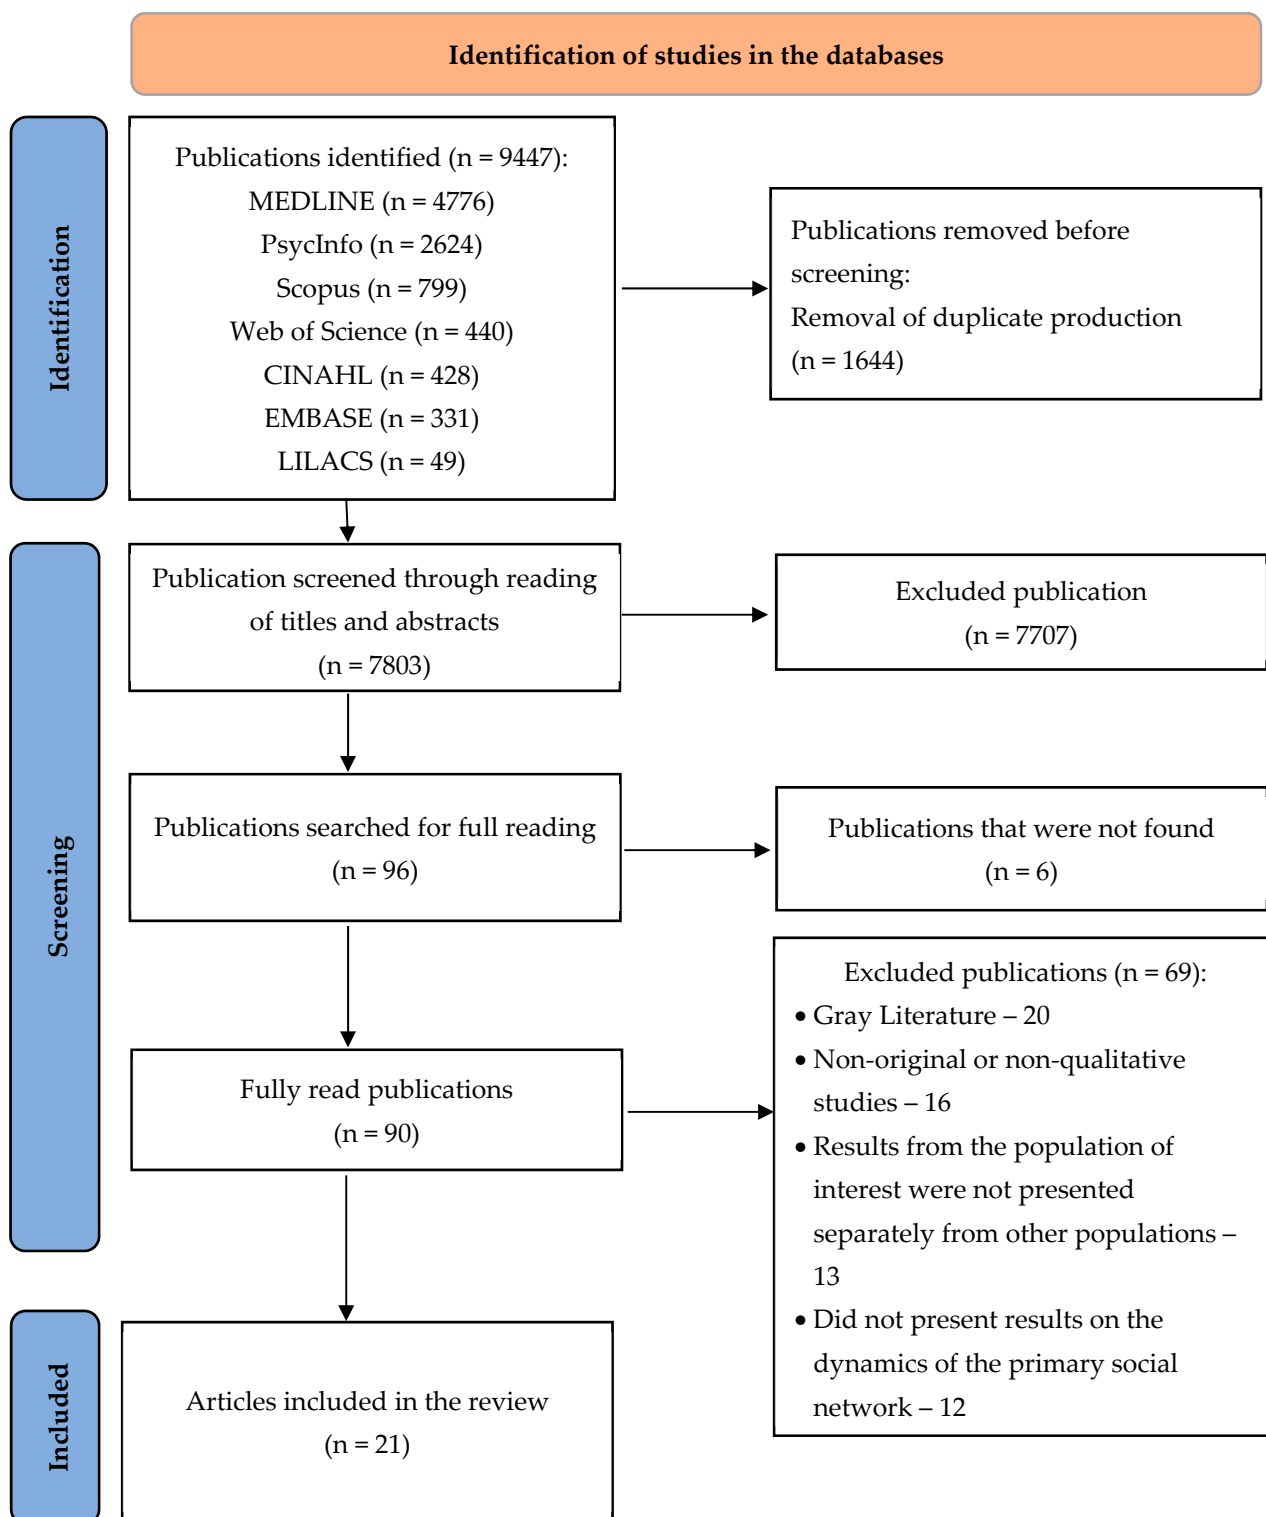 Identification of studies in the databases
Identification
Publications identified (n = 9447):
MEDLINE (n = 4776)
PsycInfo (n = 2624)
Scopus (n = 799)
Web of Science (n = 440)
CINAHL (n = 428)
EMBASE (n = 331)
LILACS (n = 49)
Publications removed before
screening:
Removal of duplicate production
(n = 1644)
Screening
Publication screened through reading
of titles and abstracts
(n = 7803)
Excluded publication
(n = 7707)
Publications searched for full reading
(n = 96)
Publications that were not found
(n = 6)
Fully read publications
(n = 90)
Excluded publications (n = 69):
• Gray Literature – 20
• Non-original or non-qualitative
studies – 16
• Results from the population of
interest were not presented
separately from other populations –
13
• Did not present results on the
dynamics of the primary social
network – 12
Included
Articles included in the review
(n = 21)